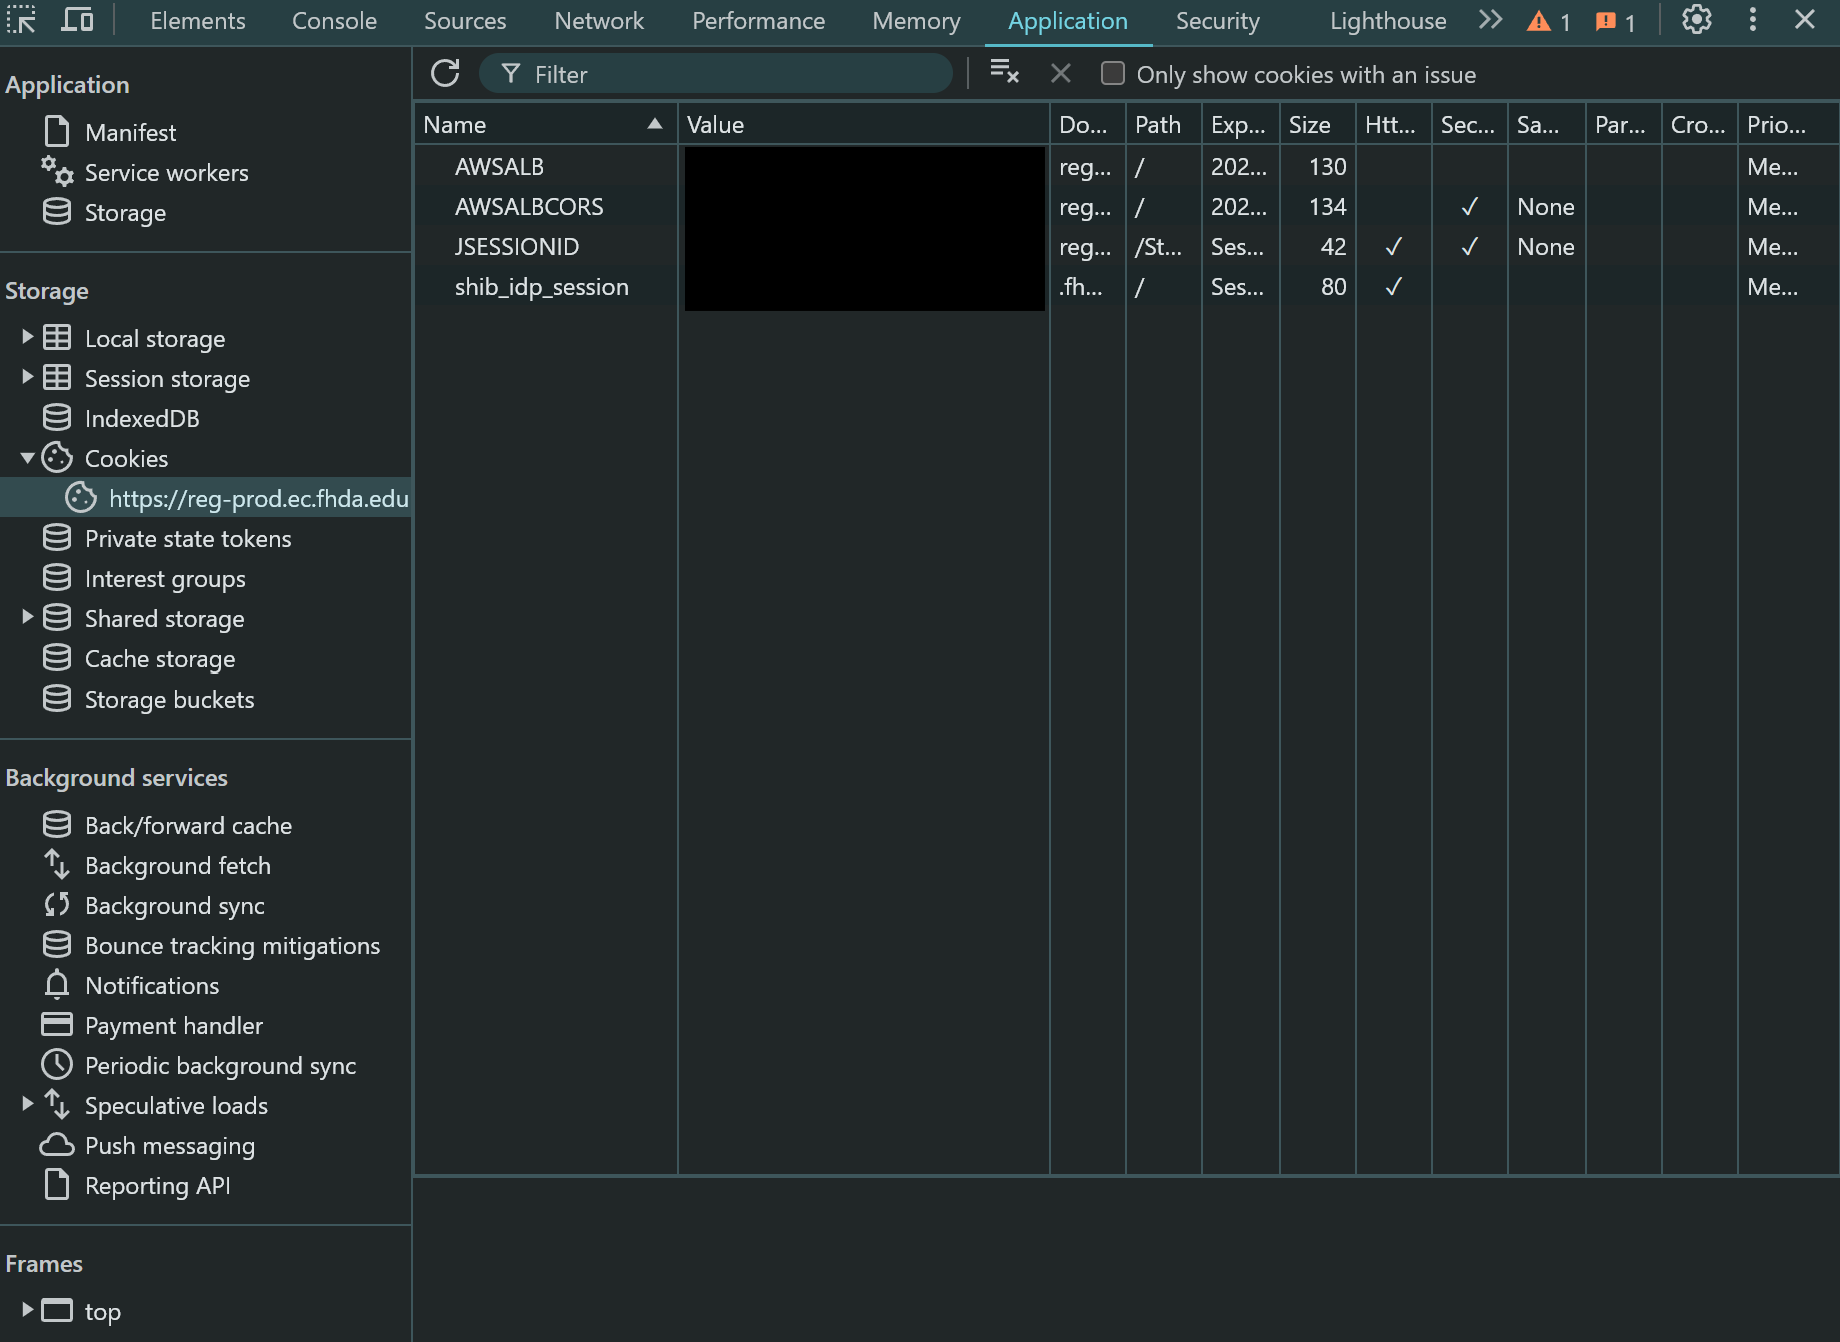 Elements Console Sources Network Performance Memory Application Security Lighthouse 1 1
Application
Manifest
Service workers
Storage
Storage
Local storage
Session storage
IndexedDB
Cookies
https://reg-prod.ec.fhda.edu
Private state tokens
Interest groups
Shared storage
Cache storage
Storage buckets
Background services
Back/forward cache
Background fetch
Background sync
Bounce tracking mitigations
Notifications
Payment handler
Periodic background sync
Speculative loads
Push messaging
Reporting API
Frames
top
Filter Only show cookies with an issue
Name Value Do... Path Exp... Size Htt... Sec... Sa... Par... Cro... Prio...
AWSALB reg... / 202... 130 Me...
AWSALBCORS reg... / 202... 134 ✓ None Me...
JSESSIONID reg... /St... Ses... 42 ✓ ✓ None Me...
shib_idp_session .fh... / Ses... 80 ✓ Me...